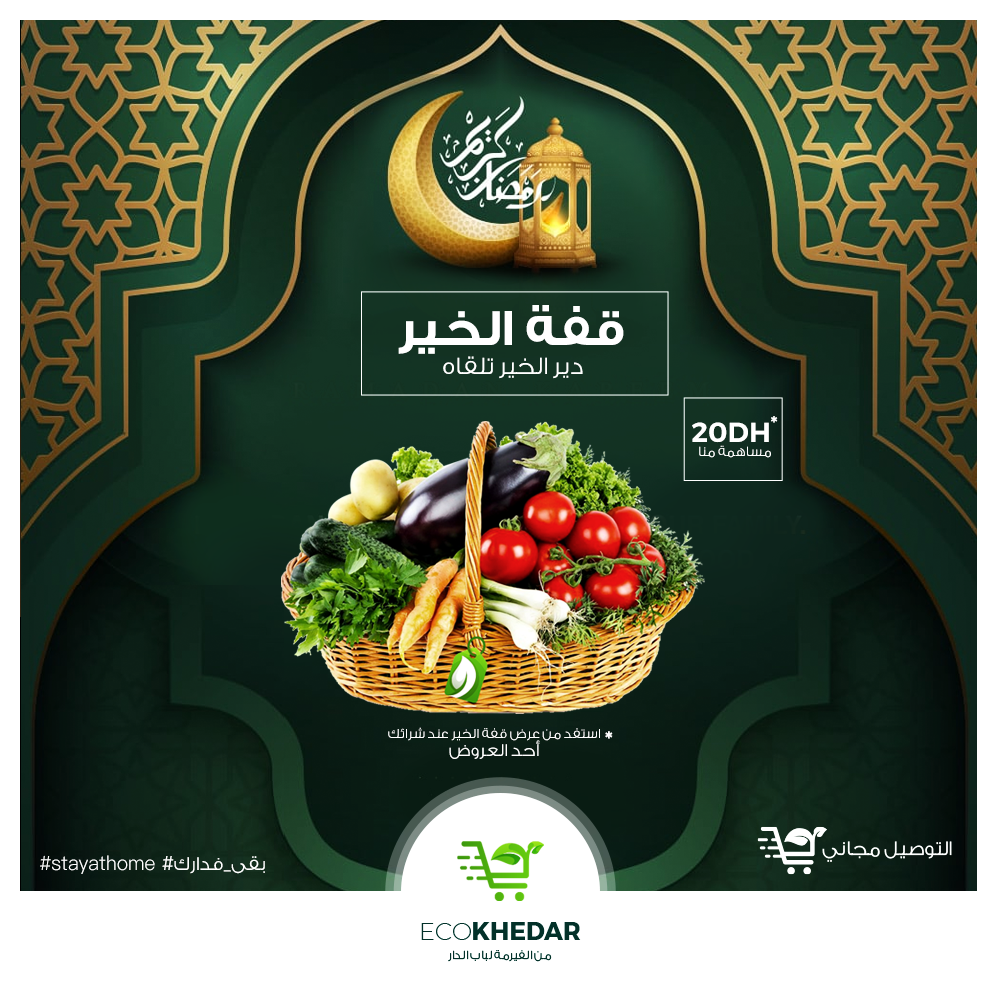 رمضان كريم
قفة الخير
دير الخير تلقاه
20DH*
مساهمة منا
* استفد من عرض قفة الخير عند شرائك
أحد العروض
#stayathome #بقى_فدارك
التوصيل مجاني
ECOKHEDAR
من الفيرمة لباب الدار